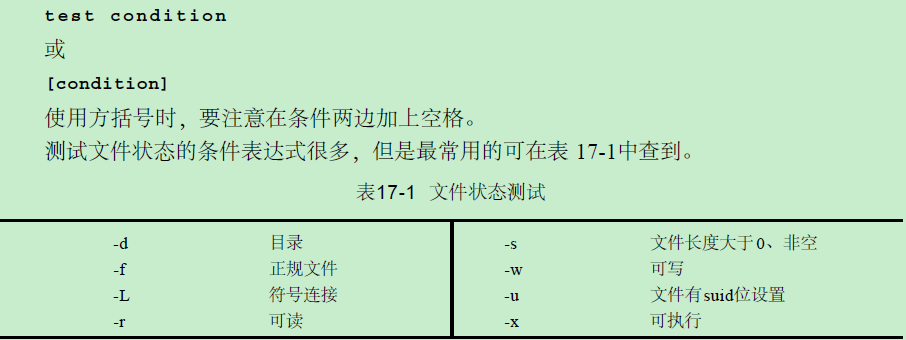 test condition
或
[condition]
使用方括号时，要注意在条件两边加上空格。
测试文件状态的条件表达式很多，但是最常用的可在表 17-1中查到。
表17-1 文件状态测试
-d 目录 -s 文件长度大于0、非空
-f 正规文件 -w 可写
-L 符号连接 -u 文件有suid位设置
-r 可读 -x 可执行